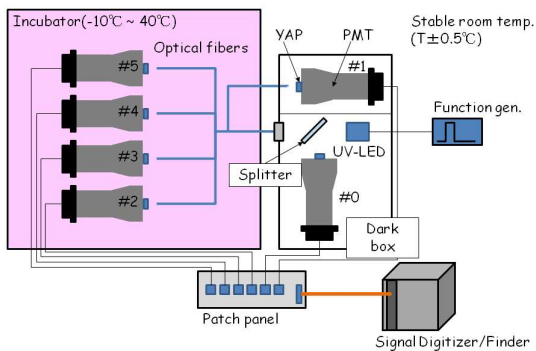 Incubator(-10℃ ~ 40℃)
Optical fibers
#5
#4
#3
#2
YAP
PMT
#1
Stable room temp.
(T±0.5℃)
Function gen.
UV-LED
Splitter
#0
Dark
box
Patch panel
Signal Digitizer/Finder